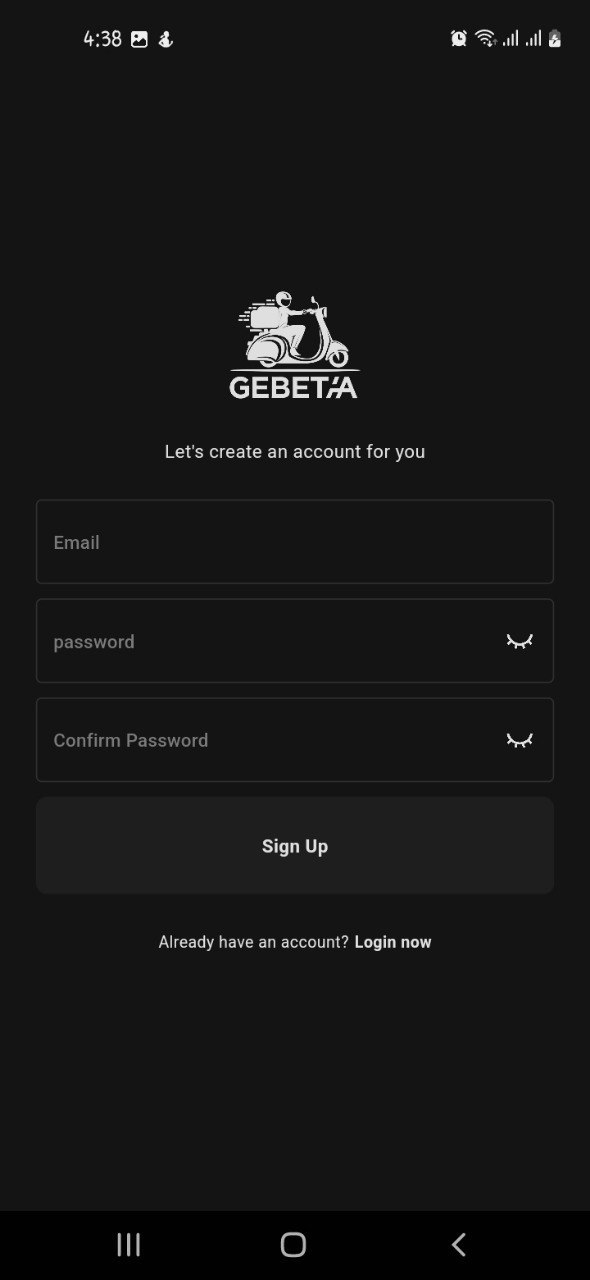 4:38
GEBETA
Let's create an account for you
Email
password
Confirm Password
Sign Up
Already have an account? Login now